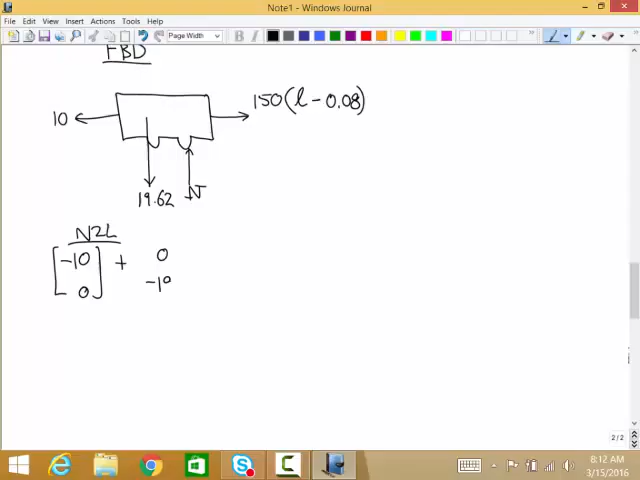 Note1 - Windows Journal
File Edit View Insert Actions Tools Help
Page Width
FBD
10
150(l - 0.08)
19.62 N
N2L
[-10] + 0
[0] -19
2/2
8:12 AM
3/15/2016